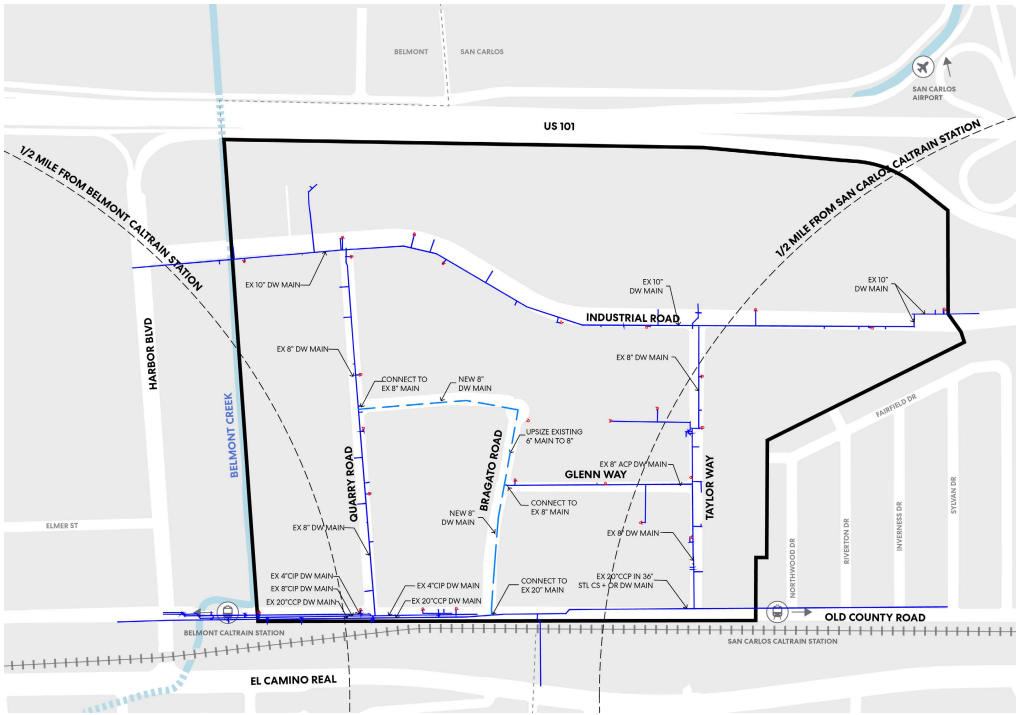 BELMONT
SAN CARLOS
SAN CARLOS
AIRPORT
US 101
1/2 MILE FROM BELMONT CALTRAIN STATION
1/2 MILE FROM SAN CARLOS CALTRAIN STATION
EX 10" DW MAIN
EX 10"
DW MAIN
EX 10"
DW MAIN
INDUSTRIAL ROAD
HARBOR BLVD
EX 8" DW MAIN
EX 8" DW MAIN
CONNECT TO
EX 8" MAIN
NEW 8"
DW MAIN
BELMONT CREEK
FAIRFIELD DR
UPSIZE EXISTING
6" MAIN TO 8"
QUARRY ROAD
BRAGATO ROAD
GLENN WAY
EX 8" ACP DW MAIN
TAYLOR WAY
SYLVAN DR
INVERNESS DR
RIVERTON DR
NORTHWOOD DR
CONNECT TO
EX 8" MAIN
NEW 8"
DW MAIN
ELMER ST
EX 8" DW MAIN
EX 8" DW MAIN
EX 4"CIP DW MAIN
EX 8"CIP DW MAIN
EX 20"CCP DW MAIN
EX 4"CIP DW MAIN
EX 20"CCP DW MAIN
CONNECT TO
EX 20" MAIN
EX 20"CCP IN 36"
STL CS + OR DW MAIN
OLD COUNTY ROAD
BELMONT CALTRAIN STATION
SAN CARLOS CALTRAIN STATION
EL CAMINO REAL